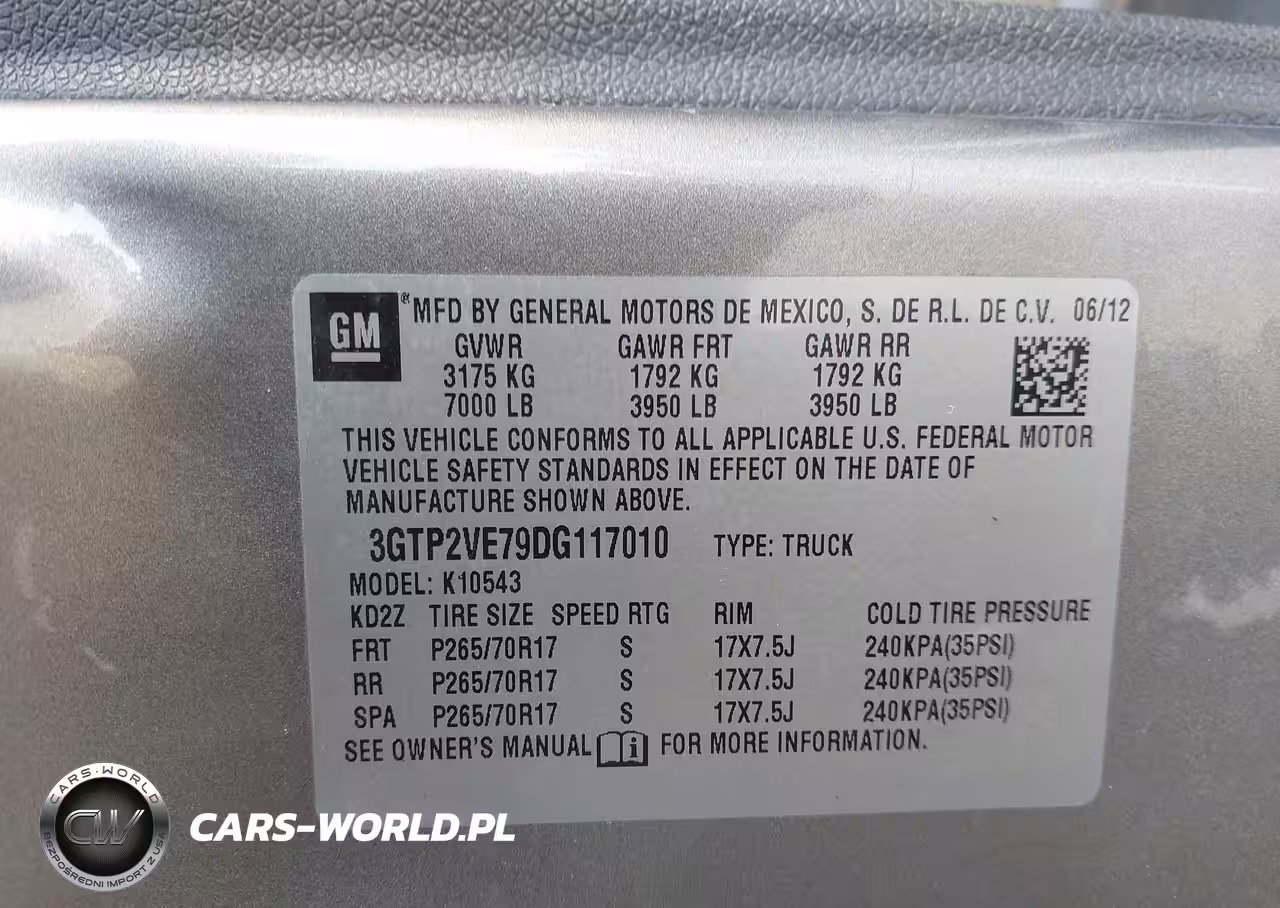 GM® MFD BY GENERAL MOTORS DE MEXICO, S. DE R.L. DE C.V. 06/12
GVWR GAWR FRT GAWR RR
3175 KG 1792 KG 1792 KG
7000 LB 3950 LB 3950 LB
THIS VEHICLE CONFORMS TO ALL APPLICABLE U.S. FEDERAL MOTOR
VEHICLE SAFETY STANDARDS IN EFFECT ON THE DATE OF
MANUFACTURE SHOWN ABOVE.
3GTP2VE79DG117010 TYPE: TRUCK
MODEL: K10543
KD2Z TIRE SIZE SPEED RTG RIM COLD TIRE PRESSURE
FRT P265/70R17 S 17X7.5J 240KPA(35PSI)
RR P265/70R17 S 17X7.5J 240KPA(35PSI)
SPA P265/70R17 S 17X7.5J 240KPA(35PSI)
SEE OWNER'S MANUAL i FOR MORE INFORMATION.
CARS-WORLD
CW
BEZPOŚREDNI IMPORT Z USA
CARS-WORLD.PL